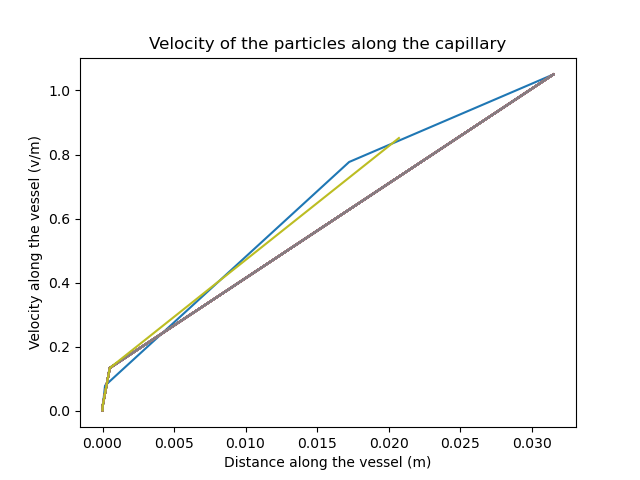 Velocity of the particles along the capillary
1.0
0.8
0.6
0.4
0.2
0.0
Velocity along the vessel (v/m)
0.000 0.005 0.010 0.015 0.020 0.025 0.030
Distance along the vessel (m)